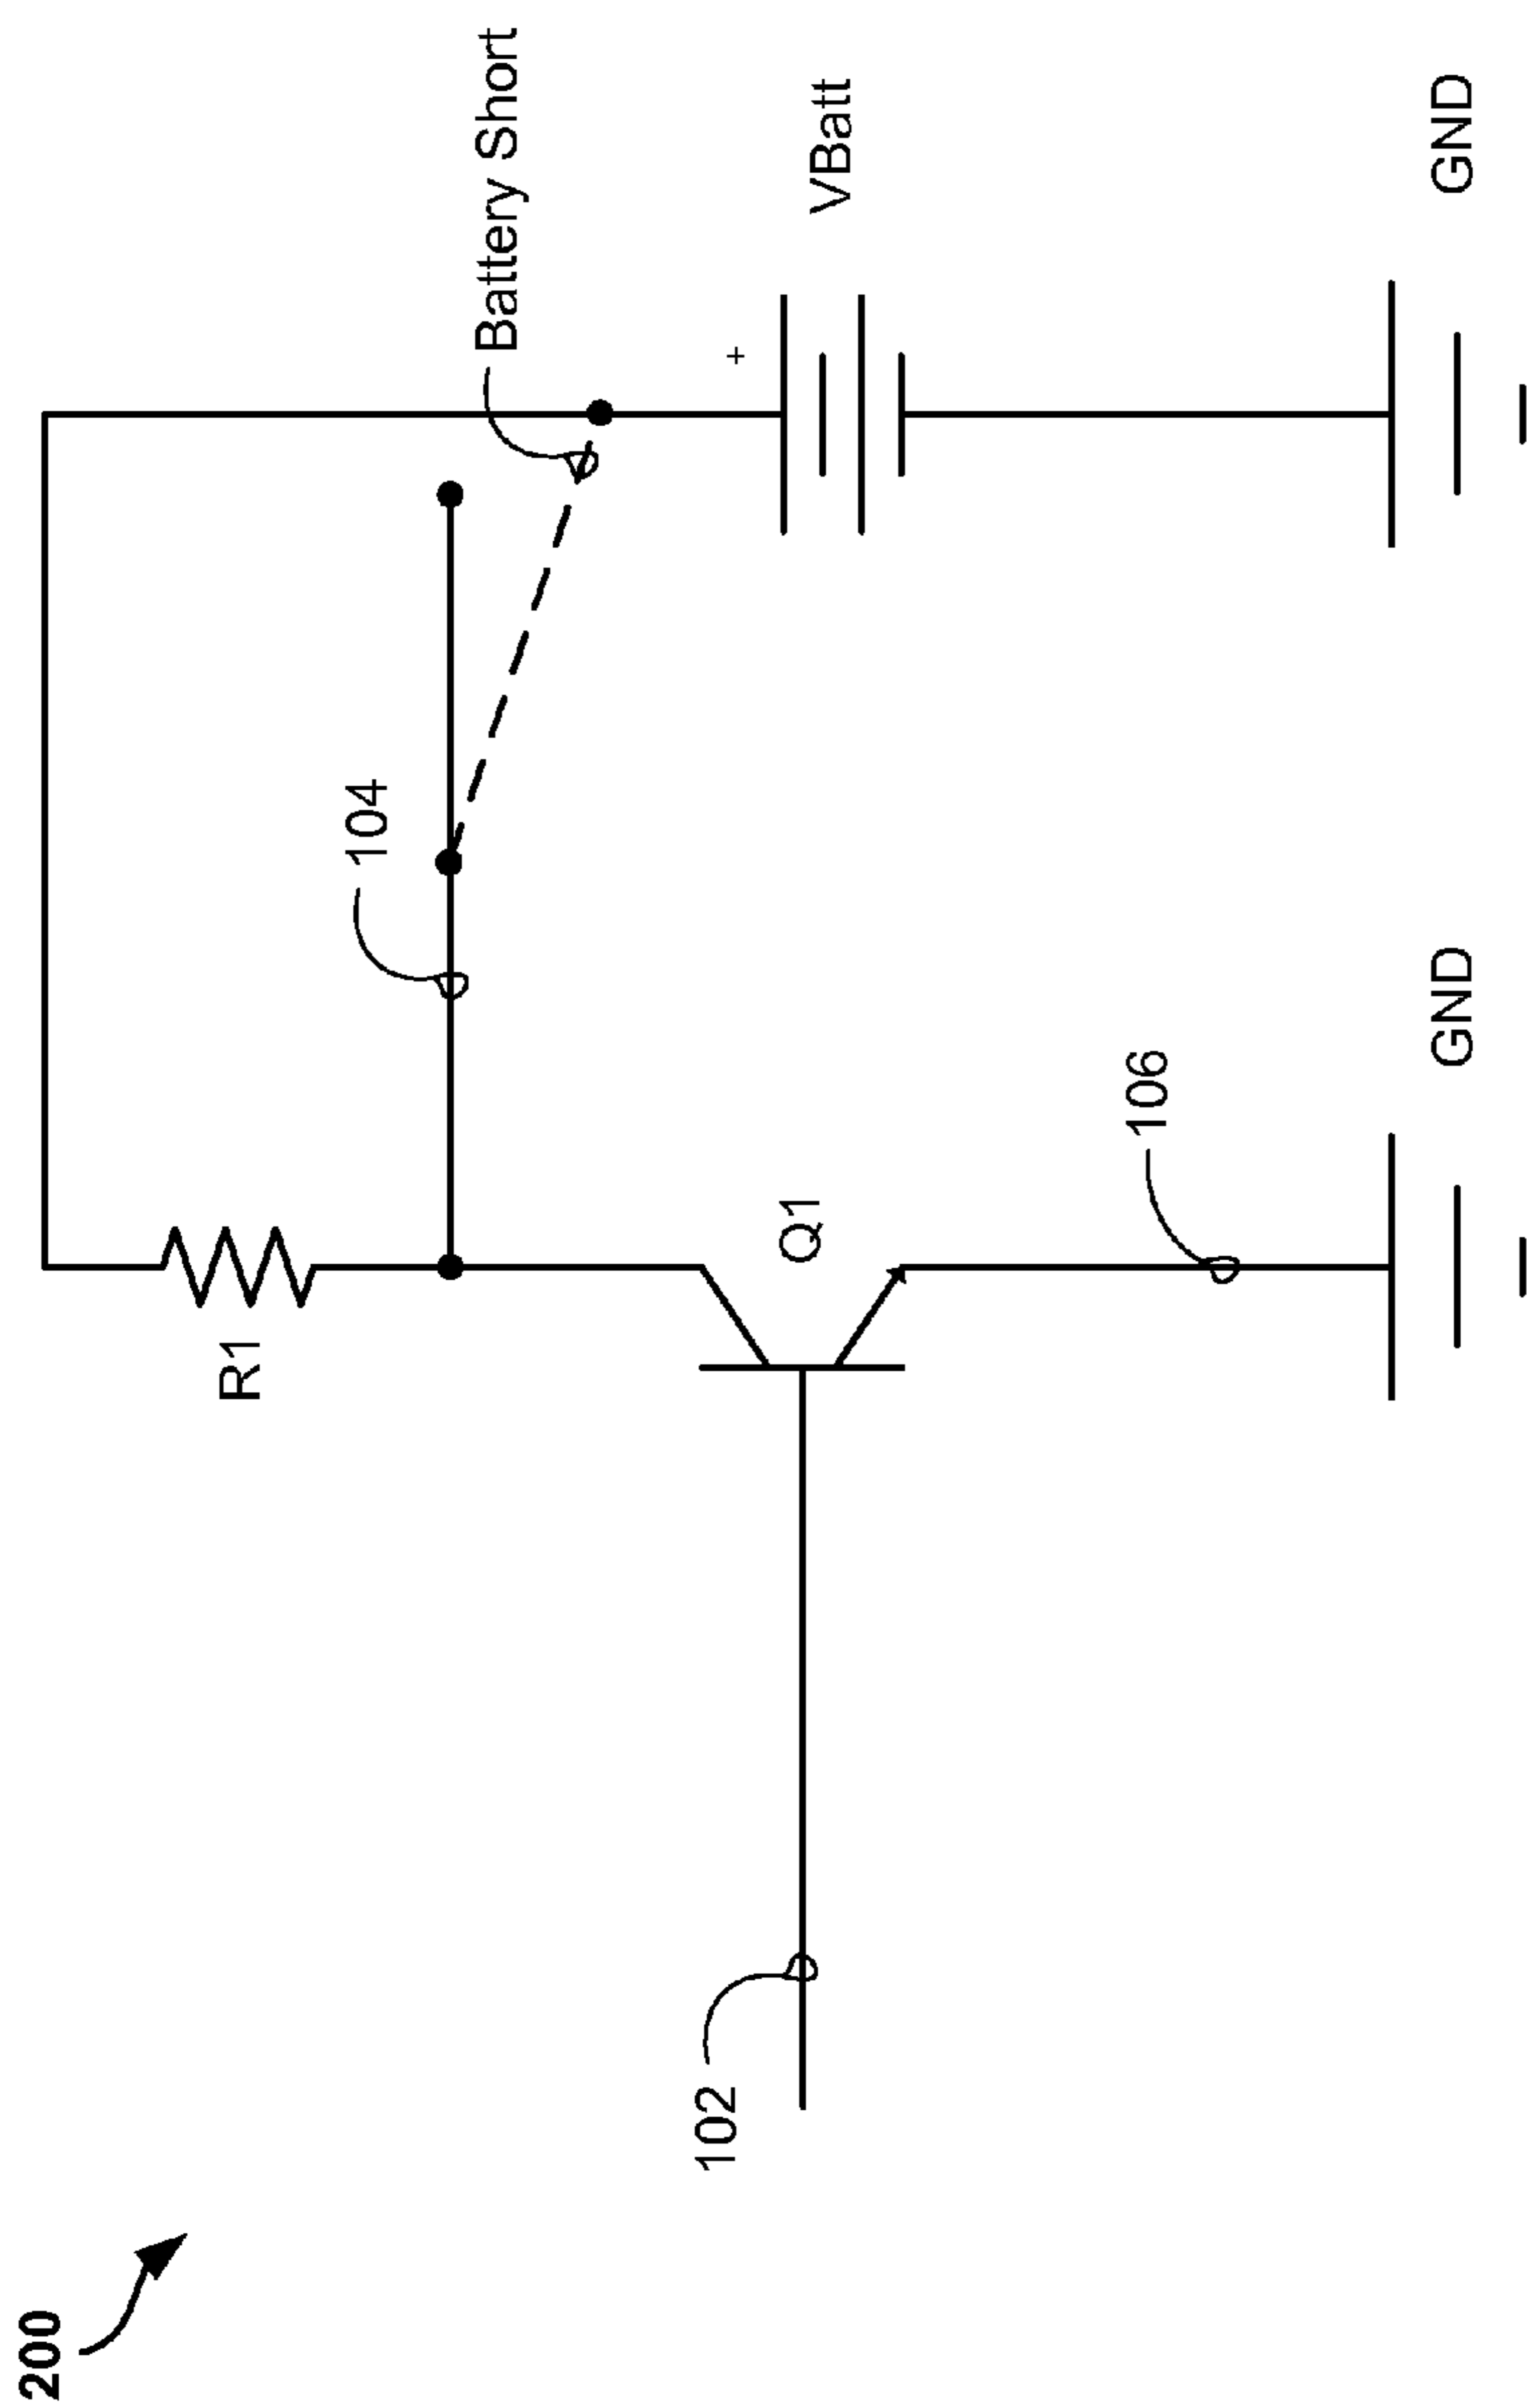 200
R1
104
Battery Short
+
VBatt
Q1
102
106
GND
GND